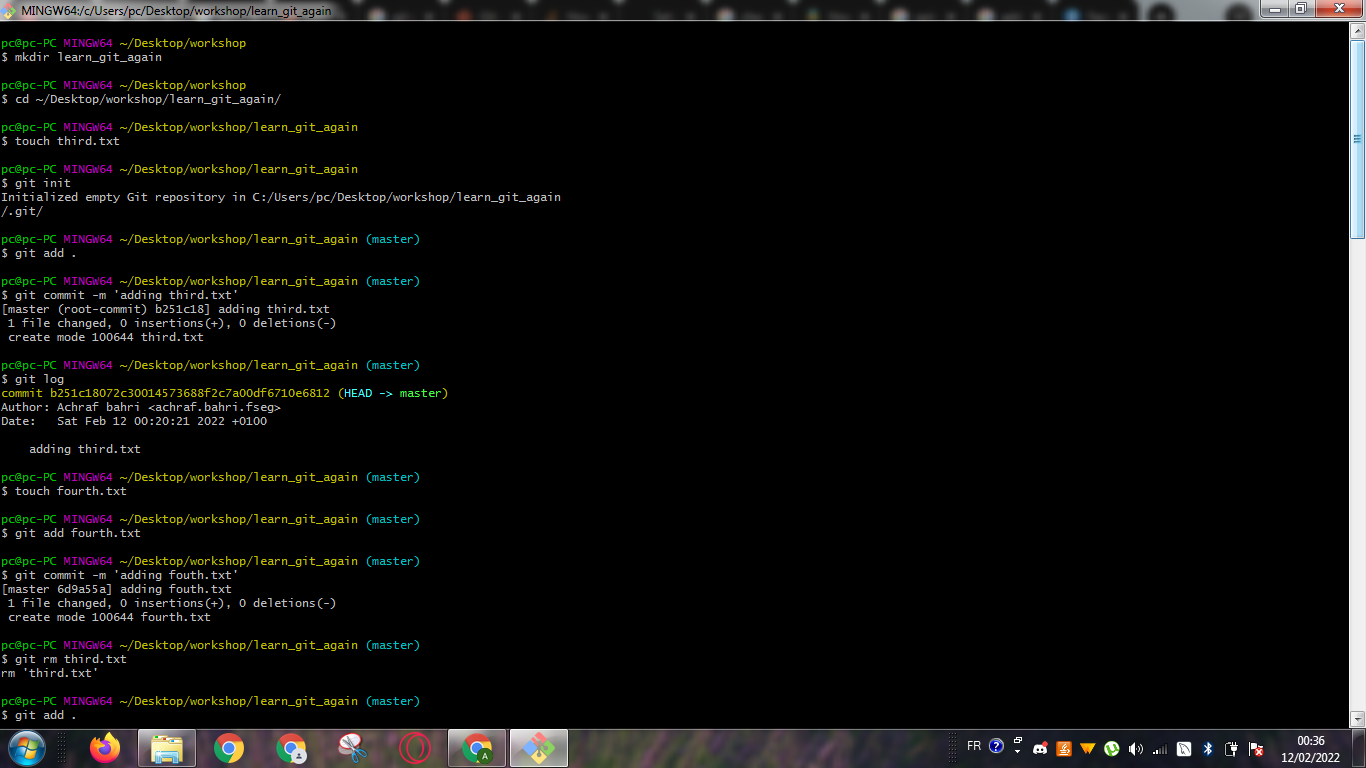 MINGW64:/c/Users/pc/Desktop/workshop/learn_git_again
pc@pc-PC MINGW64 ~/Desktop/workshop
$ mkdir learn_git_again
pc@pc-PC MINGW64 ~/Desktop/workshop
$ cd ~/Desktop/workshop/learn_git_again/
pc@pc-PC MINGW64 ~/Desktop/workshop/learn_git_again
$ touch third.txt
pc@pc-PC MINGW64 ~/Desktop/workshop/learn_git_again
$ git init
Initialized empty Git repository in C:/Users/pc/Desktop/workshop/learn_git_again
/.git/
pc@pc-PC MINGW64 ~/Desktop/workshop/learn_git_again (master)
$ git add .
pc@pc-PC MINGW64 ~/Desktop/workshop/learn_git_again (master)
$ git commit -m 'adding third.txt'
[master (root-commit) b251c18] adding third.txt
 1 file changed, 0 insertions(+), 0 deletions(-)
 create mode 100644 third.txt
pc@pc-PC MINGW64 ~/Desktop/workshop/learn_git_again (master)
$ git log
commit b251c18072c30014573688f2c7a00df6710e6812 (HEAD -> master)
Author: Achraf bahri <achraf.bahri.fseg>
Date:   Sat Feb 12 00:20:21 2022 +0100
    adding third.txt
pc@pc-PC MINGW64 ~/Desktop/workshop/learn_git_again (master)
$ touch fourth.txt
pc@pc-PC MINGW64 ~/Desktop/workshop/learn_git_again (master)
$ git add fourth.txt
pc@pc-PC MINGW64 ~/Desktop/workshop/learn_git_again (master)
$ git commit -m 'adding fouth.txt'
[master 6d9a55a] adding fouth.txt
 1 file changed, 0 insertions(+), 0 deletions(-)
 create mode 100644 fourth.txt
pc@pc-PC MINGW64 ~/Desktop/workshop/learn_git_again (master)
$ git rm third.txt
rm 'third.txt'
pc@pc-PC MINGW64 ~/Desktop/workshop/learn_git_again (master)
$ git add .
FR
00:36
12/02/2022